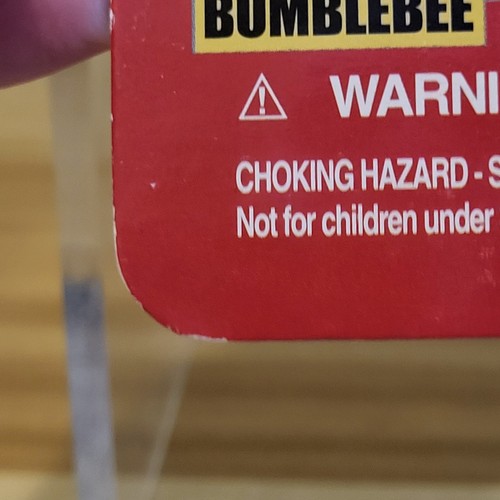 BUMBLEBEE
WARNI
CHOKING HAZARD - S
Not for children under